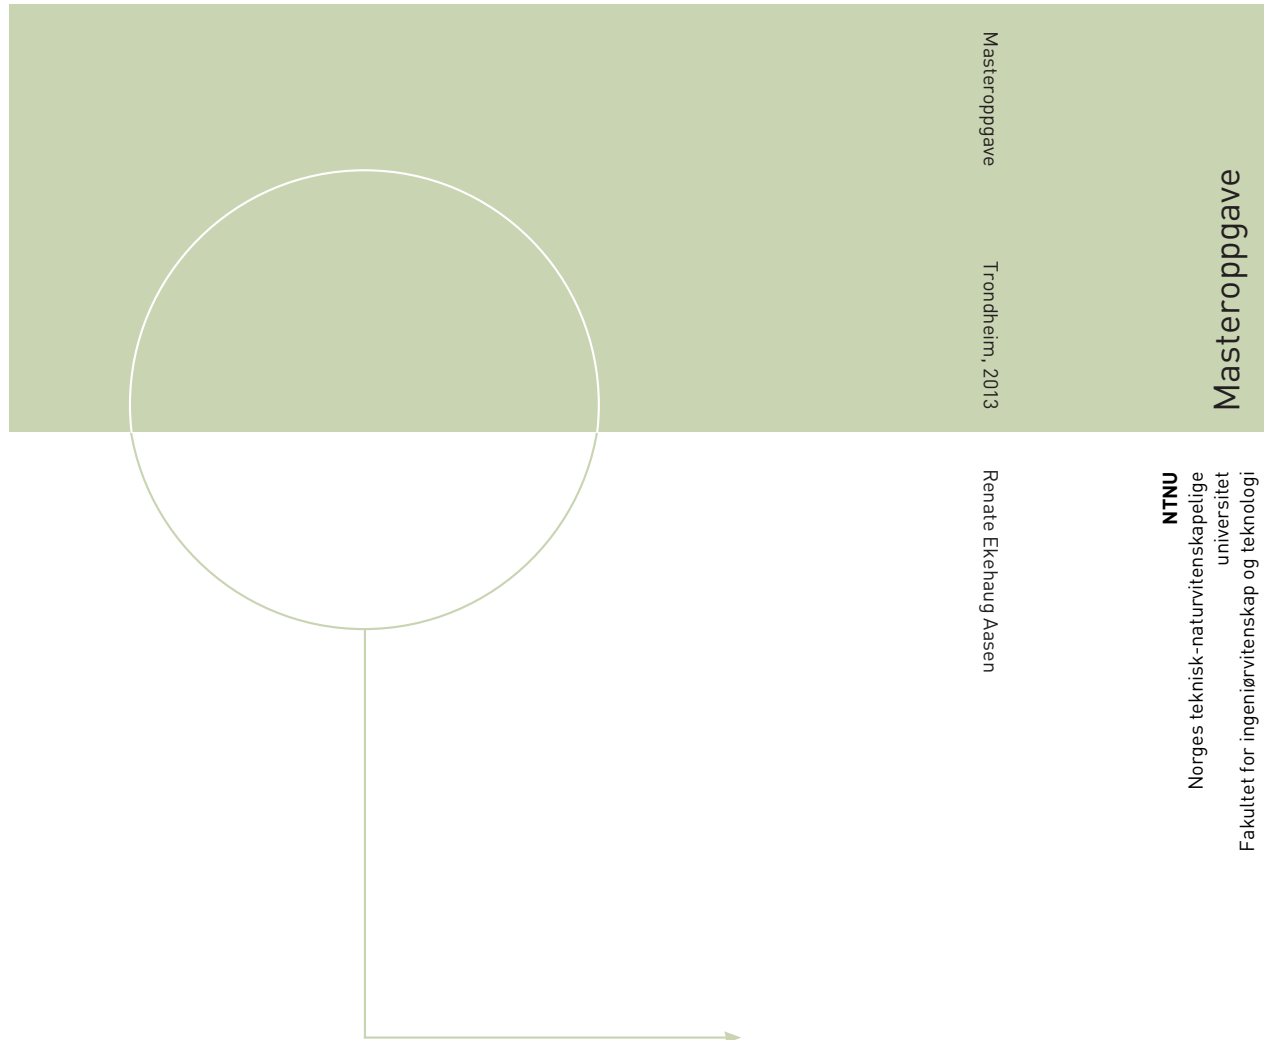 Masteroppgave
Trondheim, 2013
Renate Ekehaug Aasen
Masteroppgave
NTNU
Norges teknisk-naturvitenskapelige
universitet
Fakultet for ingeniørvitenskap og teknologi